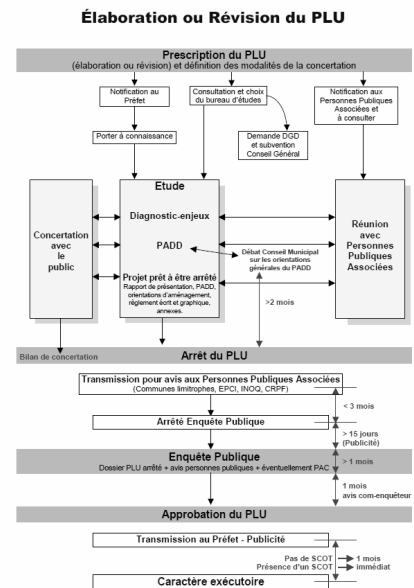 Élaboration ou Révision du PLU
Prescription du PLU
(élaboration ou révision) et définition des modalités de la concertation
Notification au
Préfet
Consultation et choix
du bureau d'études
Notification aux
Personnes Publiques
Associées et
à consulter
Porter à connaissance
Demande DGD
et subvention
Conseil Général
Etude
Diagnostic-enjeux
Concertation
avec
le
public
PADD
Débat Conseil Municipal
sur les orientations
générales du PADD
Réunion
avec
Personnes
Publiques
Associées
Projet prêt à être arrêté
Rapport de présentation, PADD,
orientations d'aménagement,
règlement écrit et graphique,
annexes.
>2 mois
Bilan de concertation
Arrêt du PLU
Transmission pour avis aux Personnes Publiques Associées
(Communes limitrophes, EPCI, INOQ, CRPF)
< 3 mois
Arrêté Enquête Publique
> 15 jours
(Publicité)
Enquête Publique
Dossier PLU arrêté + avis personnes publiques + éventuellement PAC
> 1 mois
1 mois
avis com-enquêteur
Approbation du PLU
Transmission au Préfet - Publicité
Pas de SCOT
1 mois
Présence d'un SCOT
immédiat
Caractère exécutoire